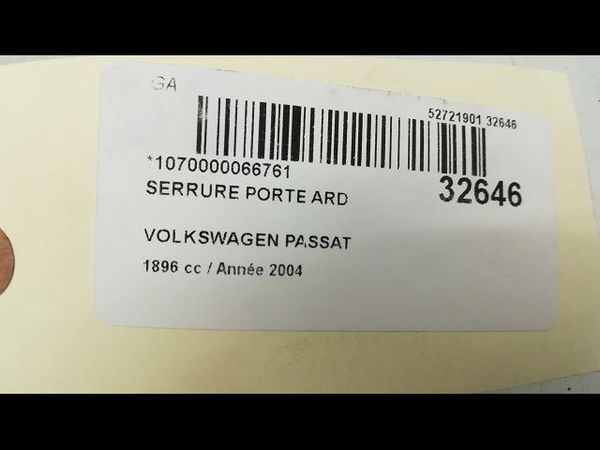 GA
52721901 32646
*1070000066761
32646
SERRURE PORTE ARD
VOLKSWAGEN PASSAT
1896 cc / Année 2004